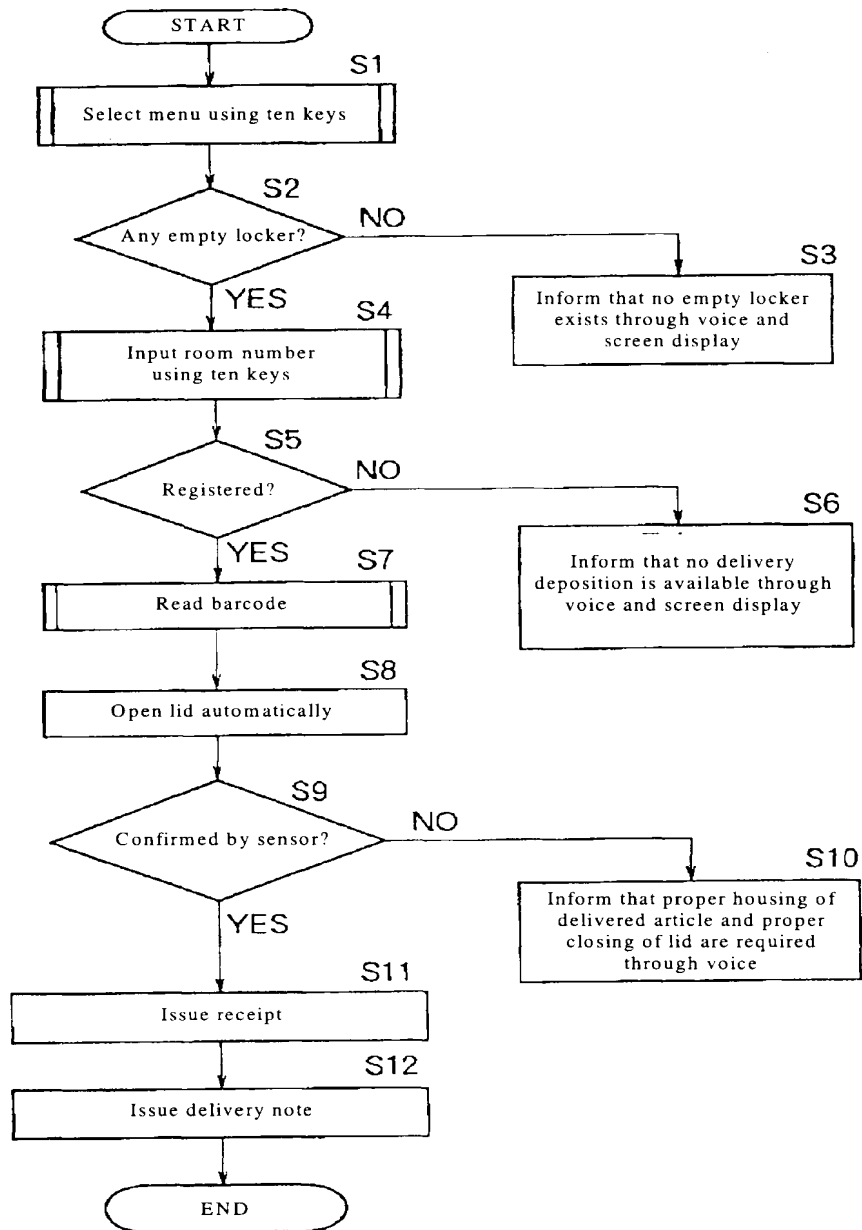 START
S1
Select menu using ten keys
S2
Any empty locker?
NO
S3
Inform that no empty locker
exists through voice and
screen display
YES
S4
Input room number
using ten keys
S5
Registered?
NO
S6
Inform that no delivery
deposition is available through
voice and screen display
YES
S7
Read barcode
S8
Open lid automatically
S9
Confirmed by sensor?
NO
S10
Inform that proper housing of
delivered article and proper
closing of lid are required
through voice
YES
S11
Issue receipt
S12
Issue delivery note
END